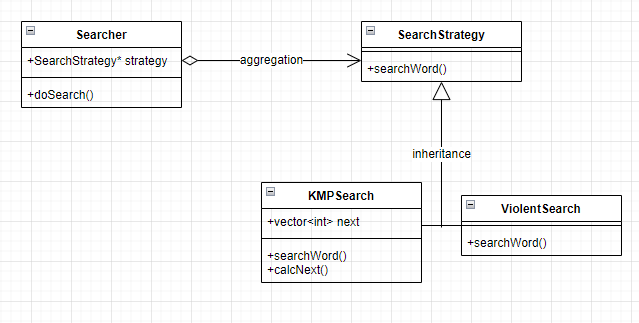 Searcher
+SearchStrategy* strategy
+doSearch()
aggregation
SearchStrategy
+searchWord()
inheritance
KMPSearch
+vector<int> next
+searchWord()
+calcNext()
ViolentSearch
+searchWord()